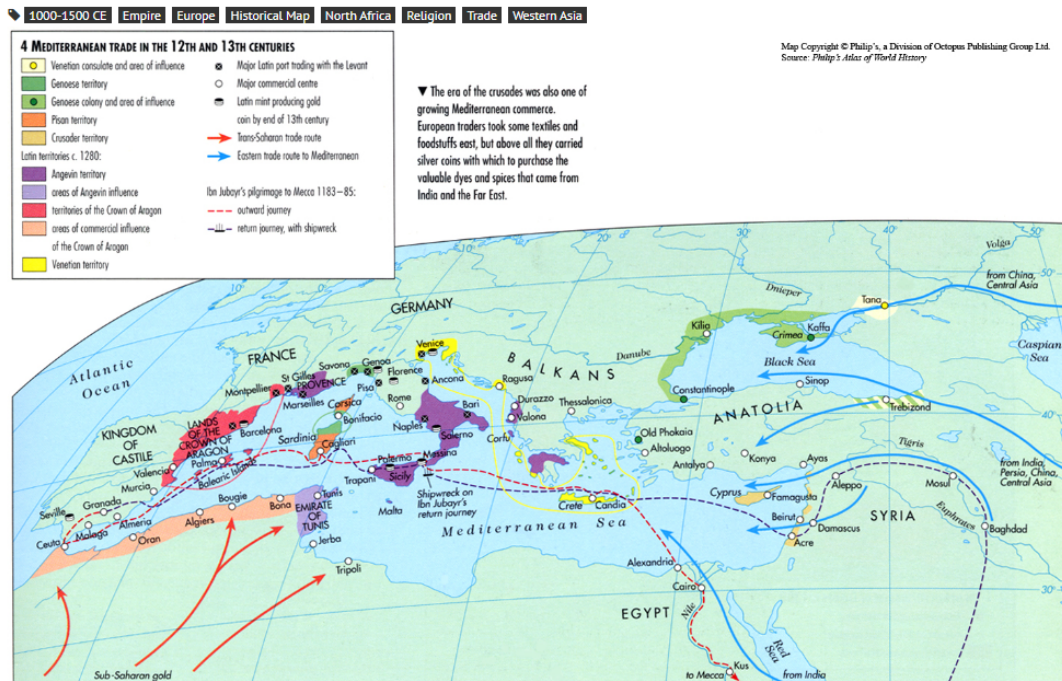 1000-1500 CE Empire Europe Historical Map North Africa Religion Trade Western Asia
4 MEDITERRANEAN TRADE IN THE 12TH AND 13TH CENTURIES
Venetian consulate and area of influence
Genoese territory
Genoese colony and area of influence
Pisan territory
Crusader territory
Latin territories c. 1280:
Angevin territory
areas of Angevin influence
territories of the Crown of Aragon
areas of commercial influence
of the Crown of Aragon
Venetian territory
Major Latin port trading with the Levant
Major commercial centre
Latin mint producing gold
coin by end of 13th century
Trans-Saharan trade route
Eastern trade route to Mediterranean
Ibn Jubayr's pilgrimage to Mecca 1183–85:
outward journey
return journey, with shipwreck
▼ The era of the crusades was also one of
growing Mediterranean commerce.
European traders took some textiles and
foodstuffs east, but above all they carried
silver coins with which to purchase the
valuable dyes and spices that came from
India and the Far East.
Map Copyright © Philip's, a Division of Octopus Publishing Group Ltd.
Source: Philip's Atlas of World History
10°
0°
10°
20°
30°
40°
50°
Volga
from China,
Central Asia
Dnieper
Tana
GERMANY
Kilia
Crimea
Kaffa
Caspian
Sea
Atlantic
Ocean
FRANCE
Venice
Savona
Genoa
Florence
BALKANS
Danube
Black Sea
St Gilles
PROVENCE
Montpellier
Marseilles
Pisa
Ancona
Ragusa
Constantinople
Sinop
Trebizond
40°
Corsica
Bonifacio
Rome
Bari
Durazzo
Valona
Thessalonica
ANATOLIA
KINGDOM
OF
CASTILE
LANDS
OF THE
CROWN OF
ARAGON
Barcelona
Sardinia
Cagliari
Naples
Salerno
Corfu
Old Phokaia
Altoluogo
Tigris
Valencia
Palma
Balearic Islands
Palermo
Messina
Trapani
Sicily
Antalya
Konya
Ayas
from India,
Persia, China,
Central Asia
Murcia
Granada
Seville
Malaga
Almeria
Bougie
Bona
Tunis
Shipwreck on
Ibn Jubayr's
return journey
Cyprus
Famagusta
Aleppo
Mosul
Ceuta
Oran
Algiers
EMIRATE
OF
TUNIS
Malta
Mediterranean Sea
Crete
Candia
Beirut
Damascus
SYRIA
Euphrates
Baghdad
Jerba
Acre
Tripoli
Alexandria
Cairo
30°
EGYPT
Nile
Red
Sea
Kus
Sub-Saharan gold
to Mecca
from India